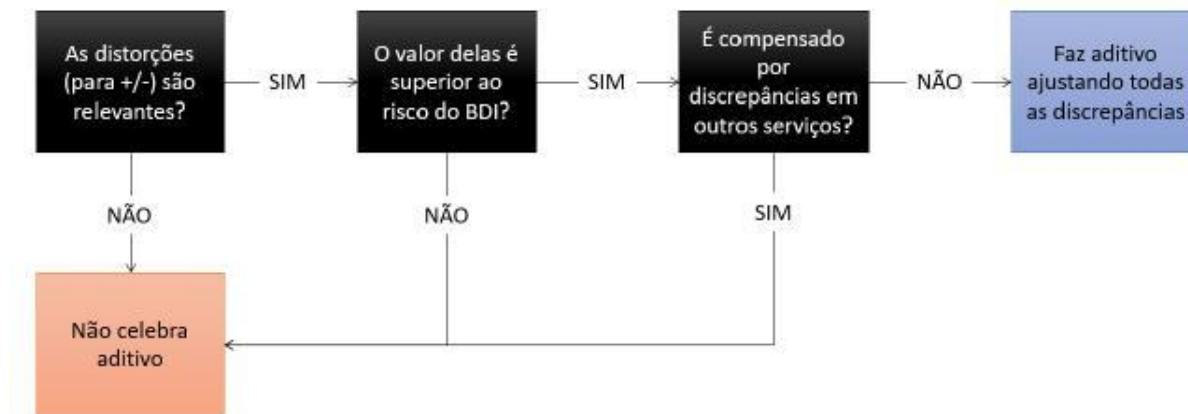 As distorções
(para +/-) são
relevantes?
SIM
O valor delas é
superior ao
risco do BDI?
SIM
É compensado
por
discrepâncias em
outros serviços?
NÃO
Faz aditivo
ajustando todas
as discrepâncias
NÃO
NÃO
SIM
Não celebra
aditivo